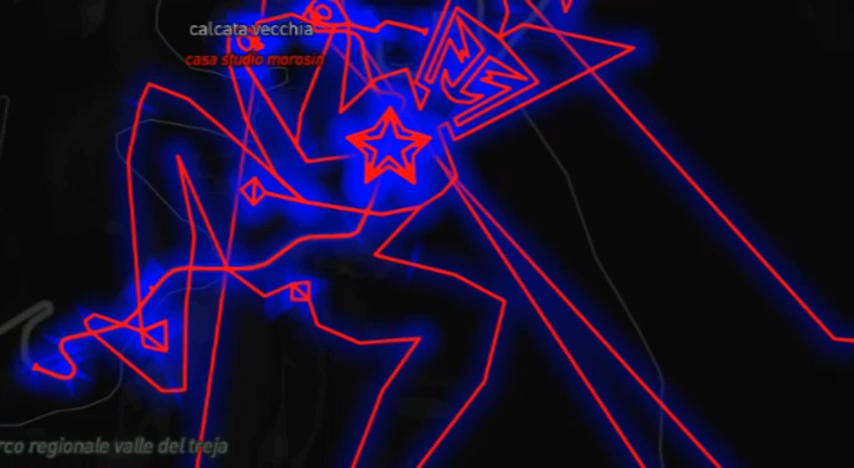 calcata vecchia
casa studio morosin
rco regionale valle del treja